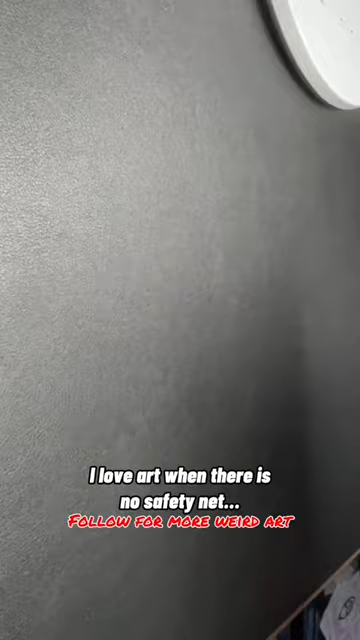 I love art when there is
no safety net...
Follow for more weird art